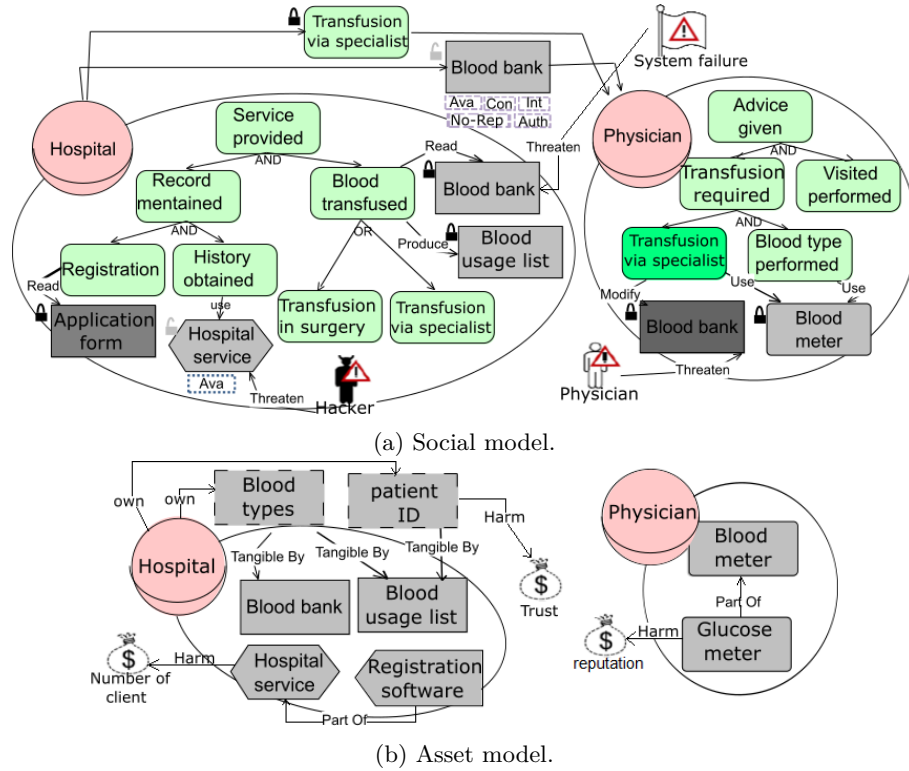 Transfusion
via specialist
System failure
Blood bank
Ava
Con
Int
No-Rep
Auth
Hospital
Service
provided
AND
Read
Threaten
Physician
Advice
given
AND
Record
mentained
Blood
transfused
Blood bank
Transfusion
required
Visited
performed
AND
OR
Produce
Blood
usage list
AND
Registration
History
obtained
Transfusion
via specialist
Blood type
performed
Read
use
Modify
Use
Use
Application
form
Hospital
service
Transfusion
in surgery
Transfusion
via specialist
Blood bank
Blood
meter
Ava
Threaten
Hacker
Physician
Threaten
(a) Social model.
own
own
Blood
types
patient
ID
Harm
Physician
Blood
meter
Hospital
Tangible By
Tangible By
Tangible By
$
Trust
Blood bank
Blood
usage list
Part Of
Glucose
meter
Harm
$
reputation
$
Harm
Number of
client
Hospital
service
Registration
software
Part Of
(b) Asset model.